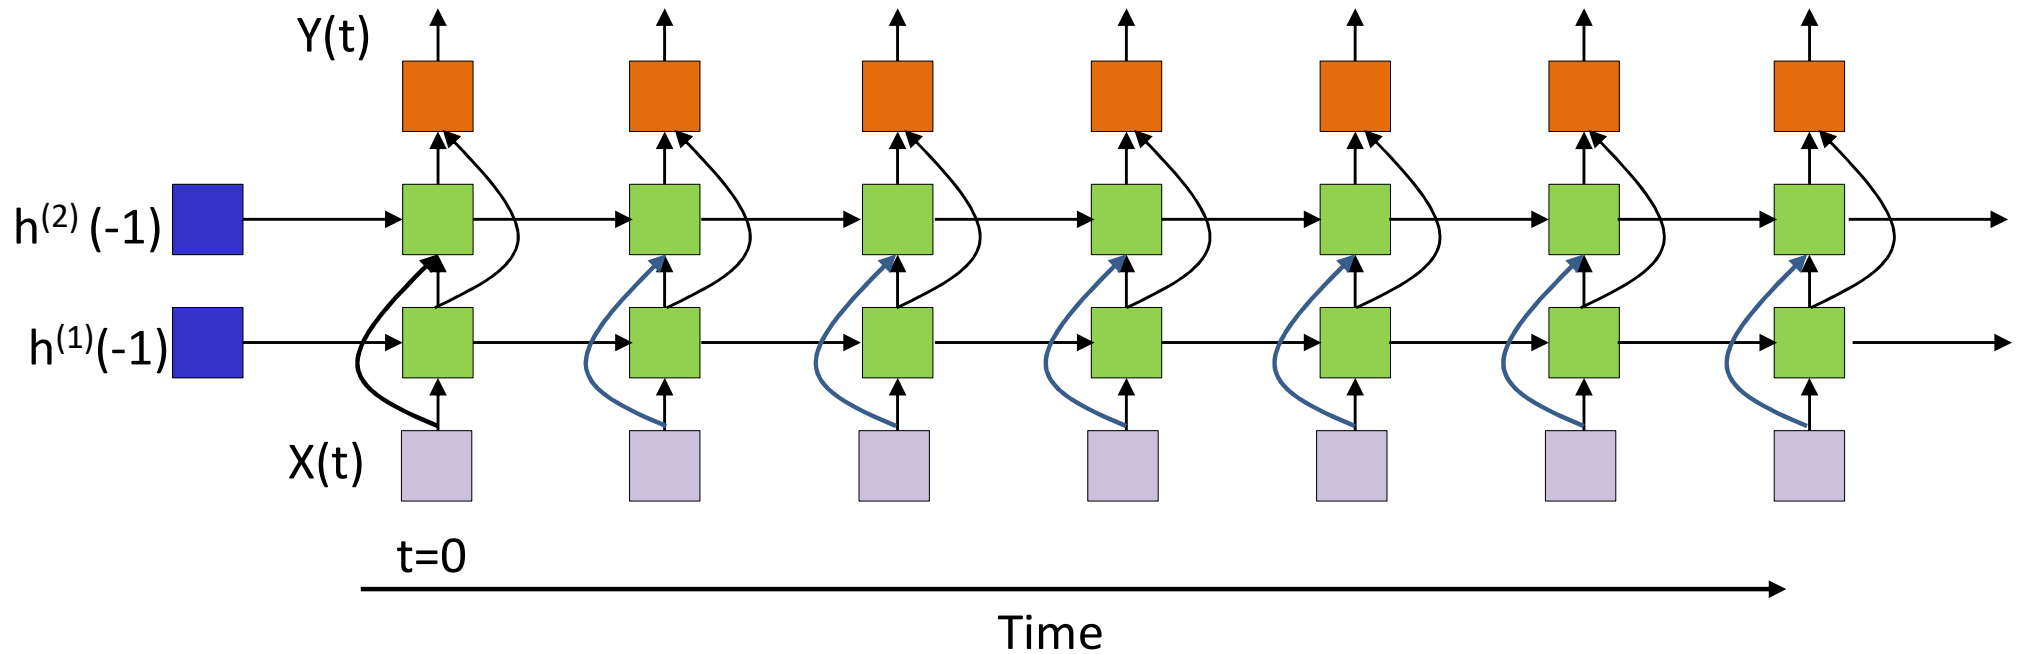 Y(t)
h⁽²⁾ (-1)
h⁽¹⁾(-1)
X(t)
t=0
Time